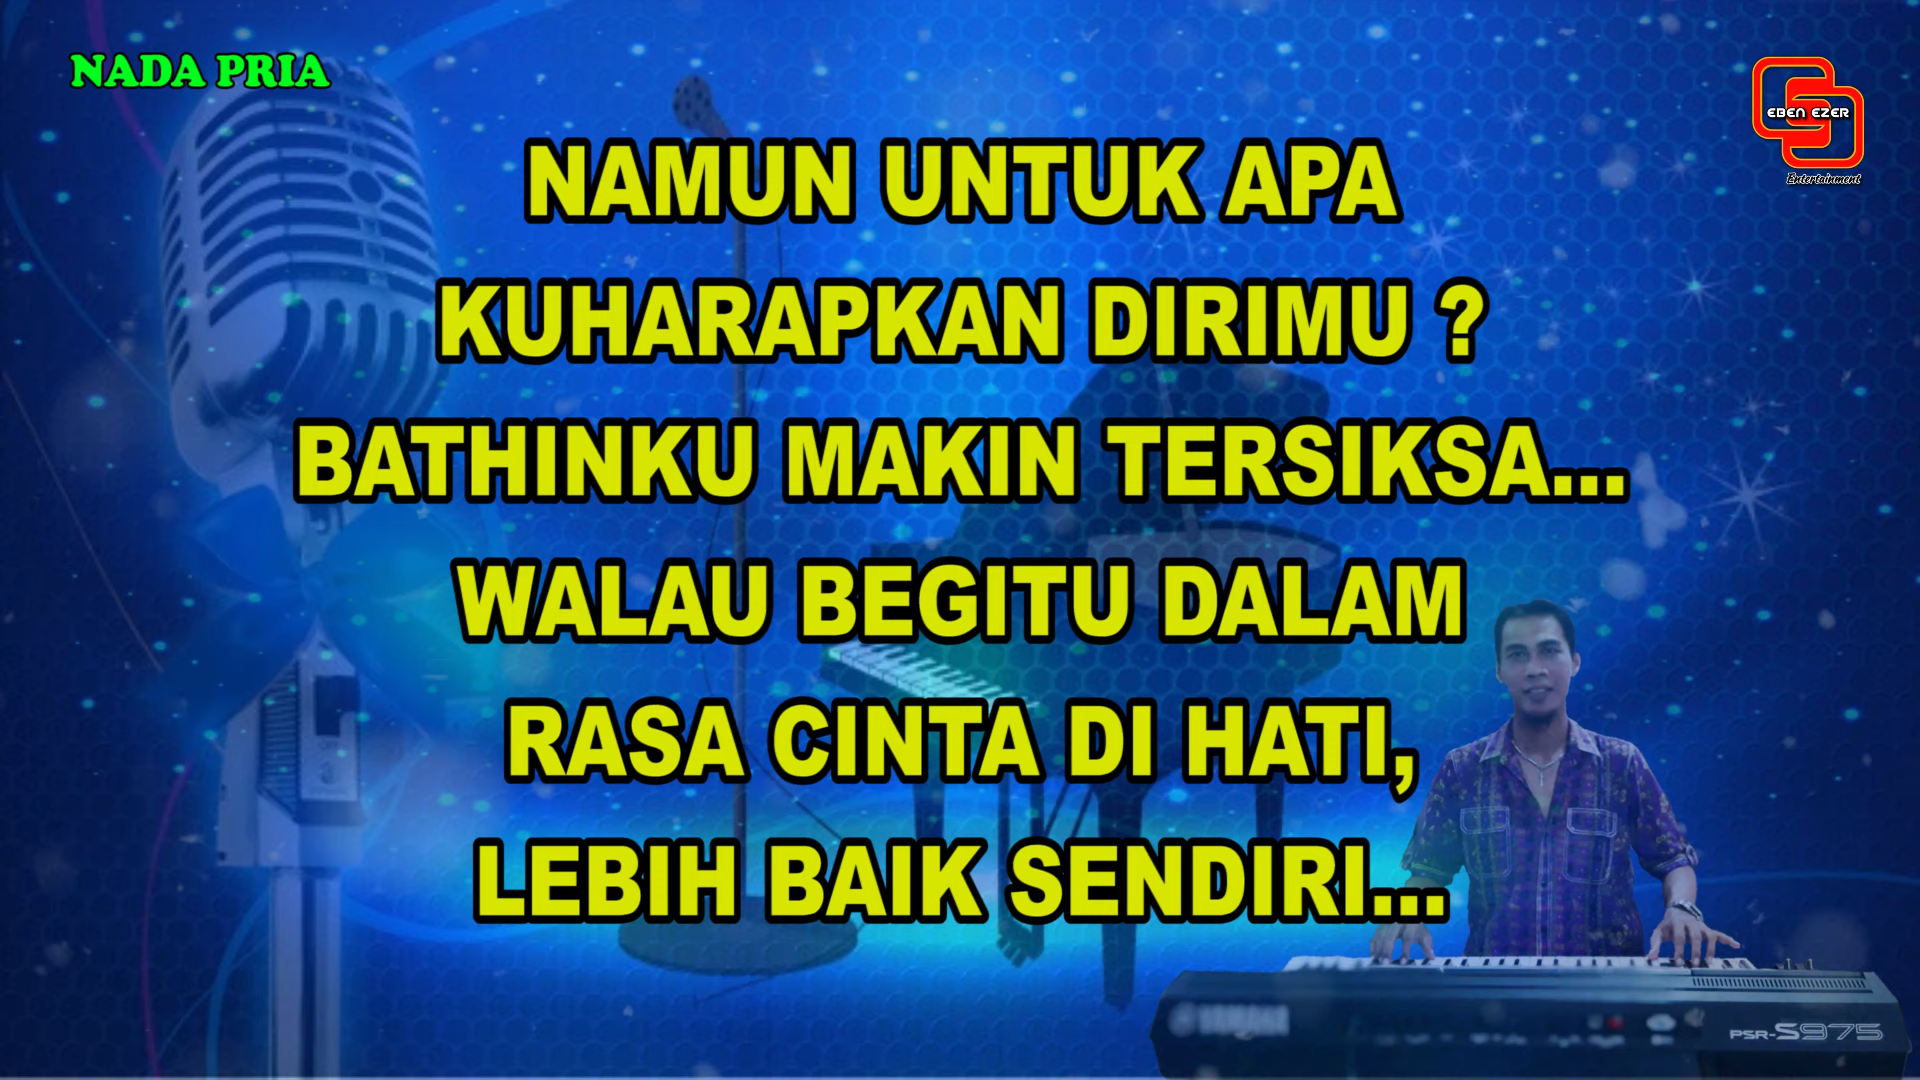 NADA PRIA
EBEN EZER
Entertainment
NAMUN UNTUK APA
KUHARAPKAN DIRIMU ?
BATHINKU MAKIN TERSIKSA...
WALAU BEGITU DALAM
RASA CINTA DI HATI,
LEBIH BAIK SENDIRI...
PSR-S975